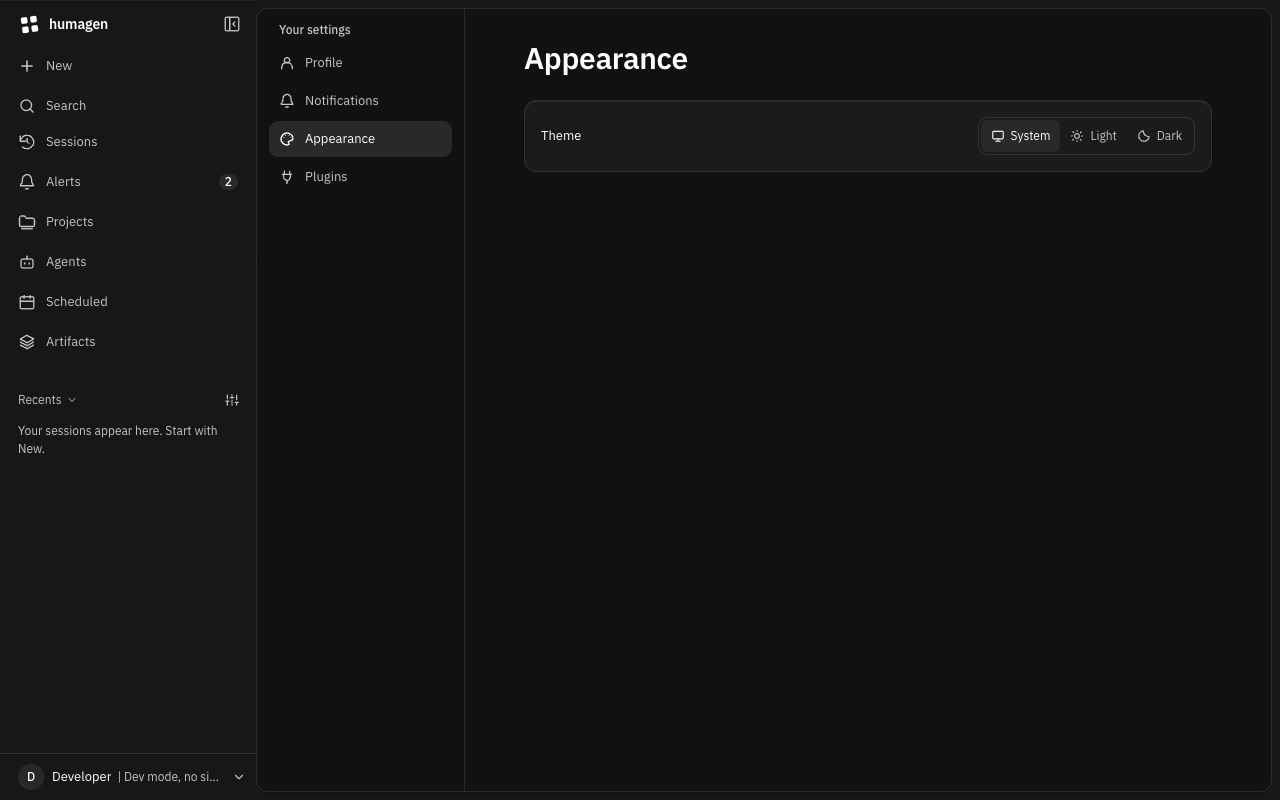 humagen
New
Search
Sessions
Alerts 2
Projects
Agents
Scheduled
Artifacts
Recents
Your sessions appear here. Start with
New.
D Developer | Dev mode, no si...
Your settings
Profile
Notifications
Appearance
Plugins
Appearance
Theme System Light Dark